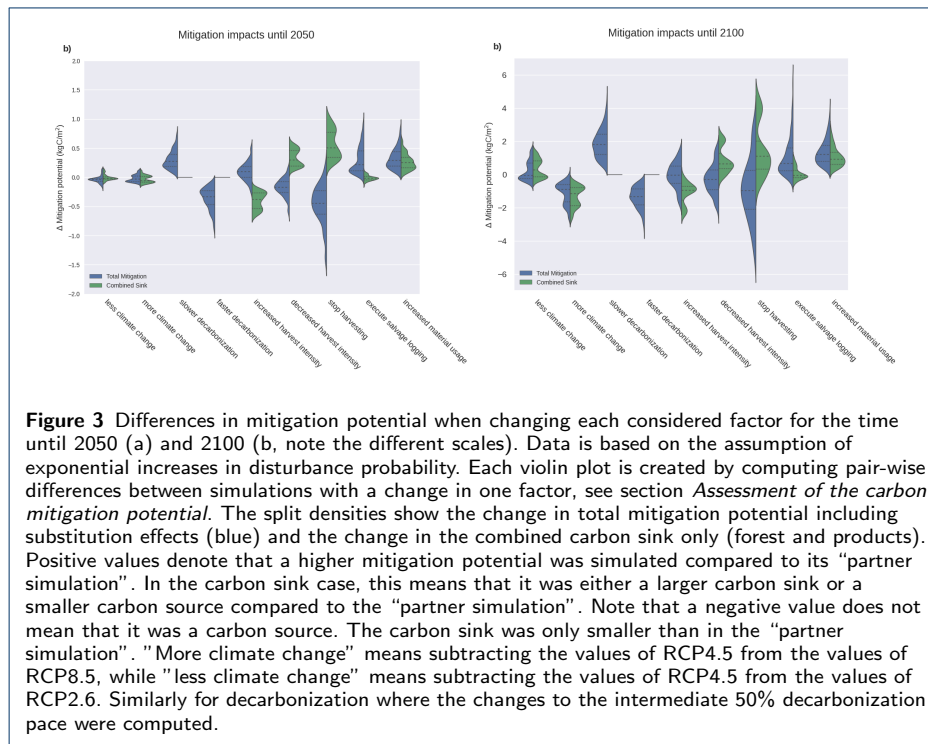 Mitigation impacts until 2050
b)
2.0
1.5
1.0
0.5
0.0
−0.5
−1.0
−1.5
−2.0
Δ Mitigation potential (kgC/m²)
Total Mitigation
Combined Sink
less climate change
more climate change
slower decarbonization
faster decarbonization
increased harvest intensity
decreased harvest intensity
stop harvesting
execute salvage logging
increased material usage
Mitigation impacts until 2100
b)
6
4
2
0
−2
−4
−6
Δ Mitigation potential (kgC/m²)
Total Mitigation
Combined Sink
less climate change
more climate change
slower decarbonization
faster decarbonization
increased harvest intensity
decreased harvest intensity
stop harvesting
execute salvage logging
increased material usage
Figure 3 Differences in mitigation potential when changing each considered factor for the time
until 2050 (a) and 2100 (b, note the different scales). Data is based on the assumption of
exponential increases in disturbance probability. Each violin plot is created by computing pair-wise
differences between simulations with a change in one factor, see section Assessment of the carbon
mitigation potential. The split densities show the change in total mitigation potential including
substitution effects (blue) and the change in the combined carbon sink only (forest and products).
Positive values denote that a higher mitigation potential was simulated compared to its “partner
simulation”. In the carbon sink case, this means that it was either a larger carbon sink or a
smaller carbon source compared to the “partner simulation”. Note that a negative value does not
mean that it was a carbon source. The carbon sink was only smaller than in the “partner
simulation”. ”More climate change” means subtracting the values of RCP4.5 from the values of
RCP8.5, while ”less climate change” means subtracting the values of RCP4.5 from the values of
RCP2.6. Similarly for decarbonization where the changes to the intermediate 50% decarbonization
pace were computed.